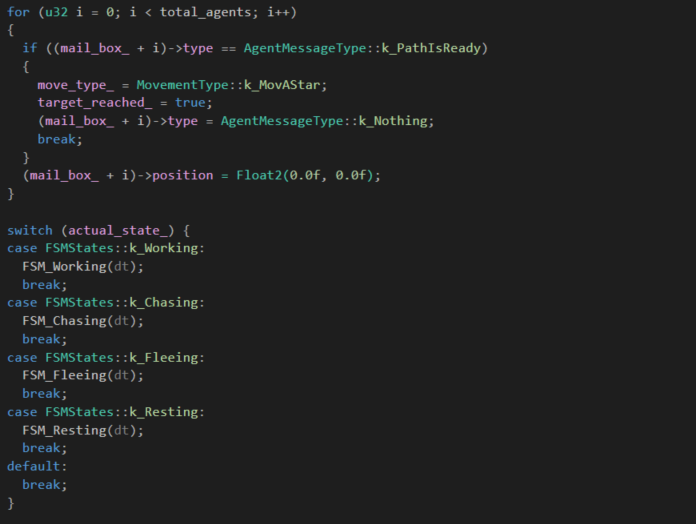 for (u32 i = 0; i < total_agents; i++)
{
  if ((mail_box_ + i)->type == AgentMessageType::k_PathIsReady)
  {
    move_type_ = MovementType::k_MovAStar;
    target_reached_ = true;
    (mail_box_ + i)->type = AgentMessageType::k_Nothing;
    break;
  }
  (mail_box_ + i)->position = Float2(0.0f, 0.0f);
}

switch (actual_state_) {
case FSMStates::k_Working:
  FSM_Working(dt);
  break;
case FSMStates::k_Chasing:
  FSM_Chasing(dt);
  break;
case FSMStates::k_Fleeing:
  FSM_Fleeing(dt);
  break;
case FSMStates::k_Resting:
  FSM_Resting(dt);
  break;
default:
  break;
}